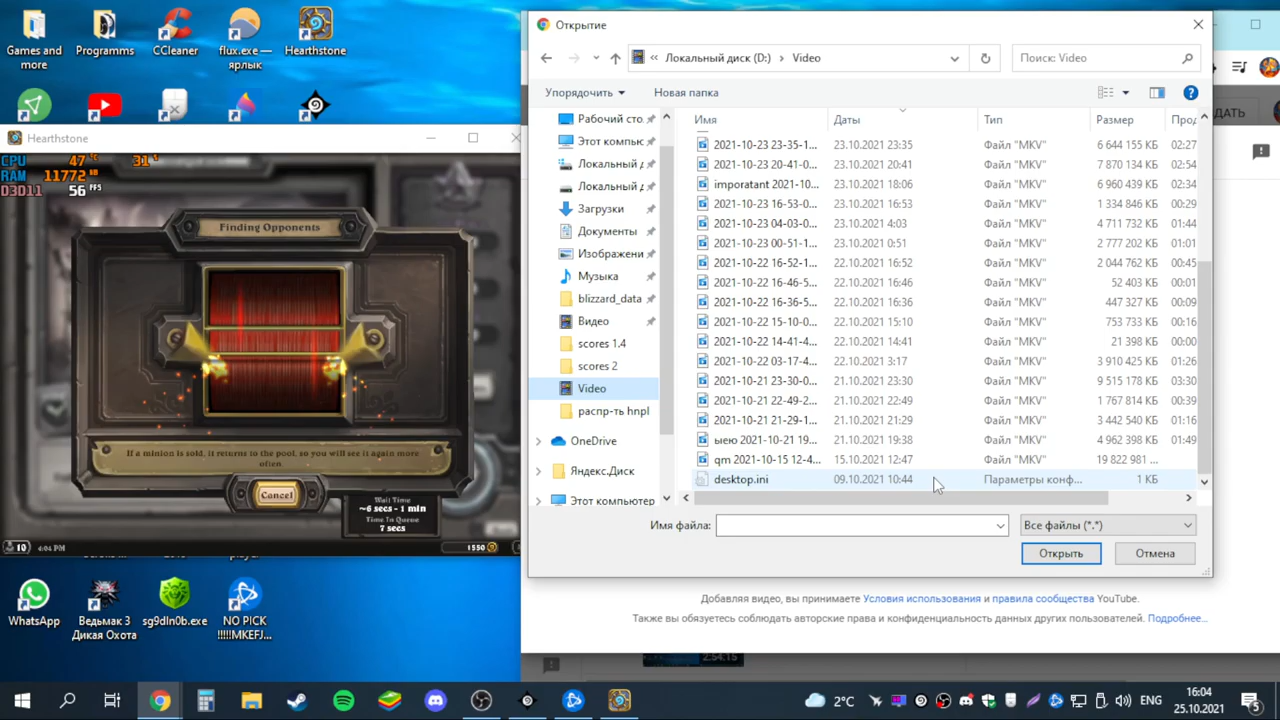 Games and
more
Programms
CCleaner
flux.exe —
ярлык
Hearthstone
Hearthstone
CPU 47 °C 31 %
RAM 11772 MB
D3D11 56 FPS
Finding Opponents
If a minion is sold, it returns to the pool, so you will see it again more
often.
Cancel
Wait Time
~6 secs - 1 min
Time In Queue
7 secs
10
4:04 PM
1550
WhatsApp
Ведьмак 3
Дикая Охота
sg9dln0b.exe
NO PICK
!!!!!MKEFJ...
Открытие
« Локальный диск (D:) › Video
Поиск: Video
Упорядочить
Новая папка
Рабочий сто.
Этот компьк
Локальный д
Локальный д
Загрузки
Документы
Изображени
Музыка
blizzard_data
Видео
scores 1.4
scores 2
Video
распр-ть hnpl
OneDrive
Яндекс.Диск
Этот компьютер
Имя Даты Тип Размер Прод
2021-10-23 23-35-1... 23.10.2021 23:35 Файл "MKV" 6 644 155 КБ 02:27
2021-10-23 20-41-0... 23.10.2021 20:41 Файл "MKV" 7 870 134 КБ 02:54
imporatant 2021-10... 23.10.2021 18:06 Файл "MKV" 6 960 439 КБ 02:34
2021-10-23 16-53-0... 23.10.2021 16:53 Файл "MKV" 1 334 846 КБ 00:29
2021-10-23 04-03-0... 23.10.2021 4:03 Файл "MKV" 4 711 732 КБ 01:44
2021-10-23 00-51-1... 23.10.2021 0:51 Файл "MKV" 2 777 202 КБ 01:01
2021-10-22 16-52-1... 22.10.2021 16:52 Файл "MKV" 2 044 762 КБ 00:45
2021-10-22 16-46-5... 22.10.2021 16:46 Файл "MKV" 52 403 КБ 00:01
2021-10-22 16-36-5... 22.10.2021 16:36 Файл "MKV" 447 327 КБ 00:09
2021-10-22 15-10-0... 22.10.2021 15:10 Файл "MKV" 753 733 КБ 00:16
2021-10-22 14-41-4... 22.10.2021 14:41 Файл "MKV" 21 398 КБ 00:00
2021-10-22 03-17-4... 22.10.2021 3:17 Файл "MKV" 3 910 425 КБ 01:26
2021-10-21 23-30-0... 21.10.2021 23:30 Файл "MKV" 9 515 178 КБ 03:30
2021-10-21 22-49-2... 21.10.2021 22:49 Файл "MKV" 1 767 814 КБ 00:39
2021-10-21 21-29-1... 21.10.2021 21:29 Файл "MKV" 3 442 540 КБ 01:16
ыею 2021-10-21 19... 21.10.2021 19:38 Файл "MKV" 4 962 398 КБ 01:49
qm 2021-10-15 12-4... 15.10.2021 12:47 Файл "MKV" 19 822 981 ...
desktop.ini 09.10.2021 10:44 Параметры конф... 1 КБ
Имя файла:
Все файлы (*.*)
Открыть
Отмена
ДАТЬ
Добавляя видео, вы принимаете Условия использования и правила сообщества YouTube.
Также вы обязуетесь соблюдать авторские права и конфиденциальность данных других пользователей. Подробнее...
2:54:15
2°C
ENG
16:04
25.10.2021
5